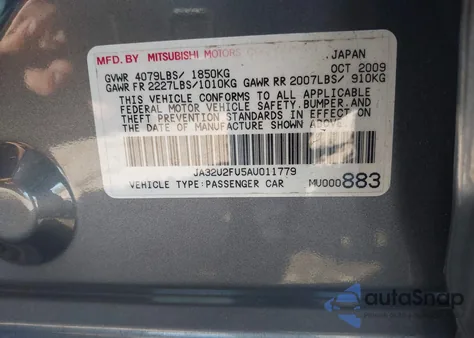 MFD. BY MITSUBISHI MOTORS JAPAN
GVWR 4079LBS/ 1850KG OCT 2009
GAWR FR 2227LBS/1010KG GAWR RR 2007LBS/ 910KG
THIS VEHICLE CONFORMS TO ALL APPLICABLE
FEDERAL MOTOR VEHICLE SAFETY,BUMPER,AND
THEFT PREVENTION STANDARDS IN EFFECT ON
THE DATE OF MANUFACTURE SHOWN ABOVE.
JA32U2FU5AU011779
VEHICLE TYPE:PASSENGER CAR MU000883
autoSnap